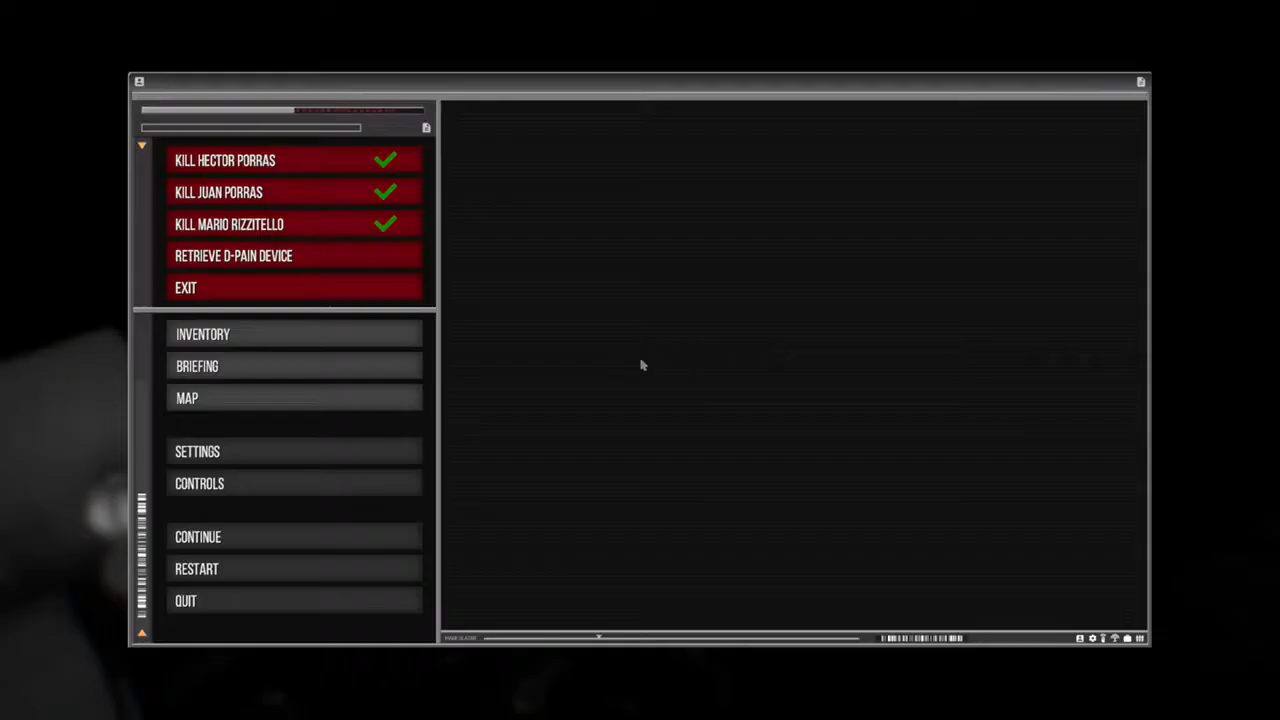 KILL HECTOR PORRAS
KILL JUAN PORRAS
KILL MARIO RIZZITELLO
RETRIEVE D-PAIN DEVICE
EXIT
INVENTORY
BRIEFING
MAP
SETTINGS
CONTROLS
CONTINUE
RESTART
QUIT